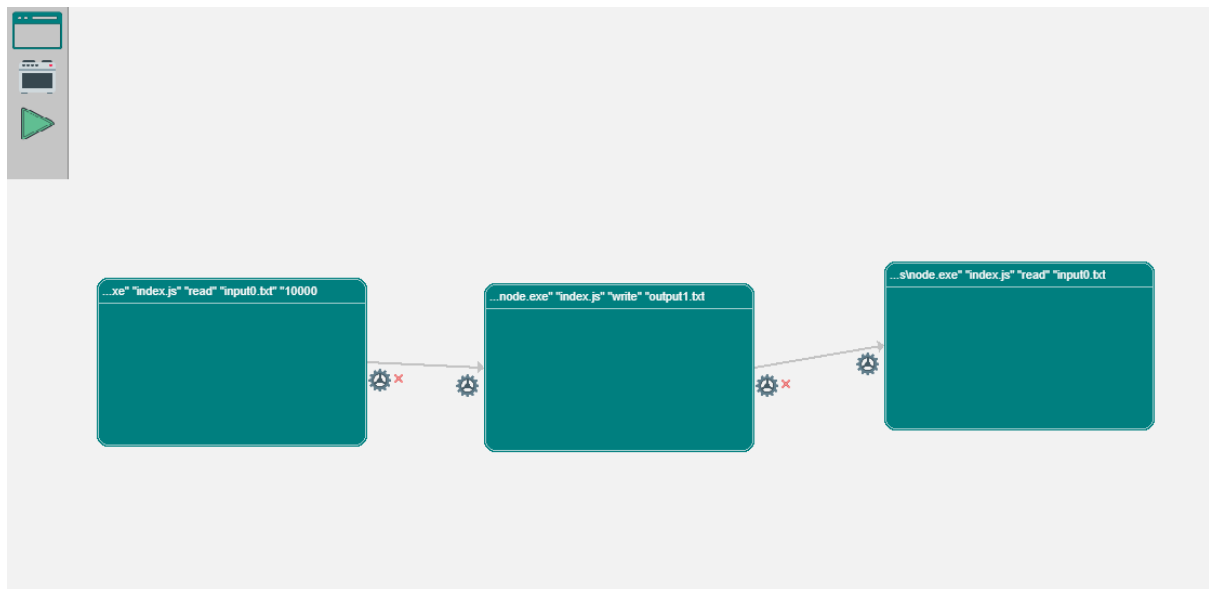 ...xe" "index.js" "read" "input0.txt" "10000
...node.exe" "index.js" "write" "output1.txt
...s\node.exe" "index.js" "read" "input0.txt